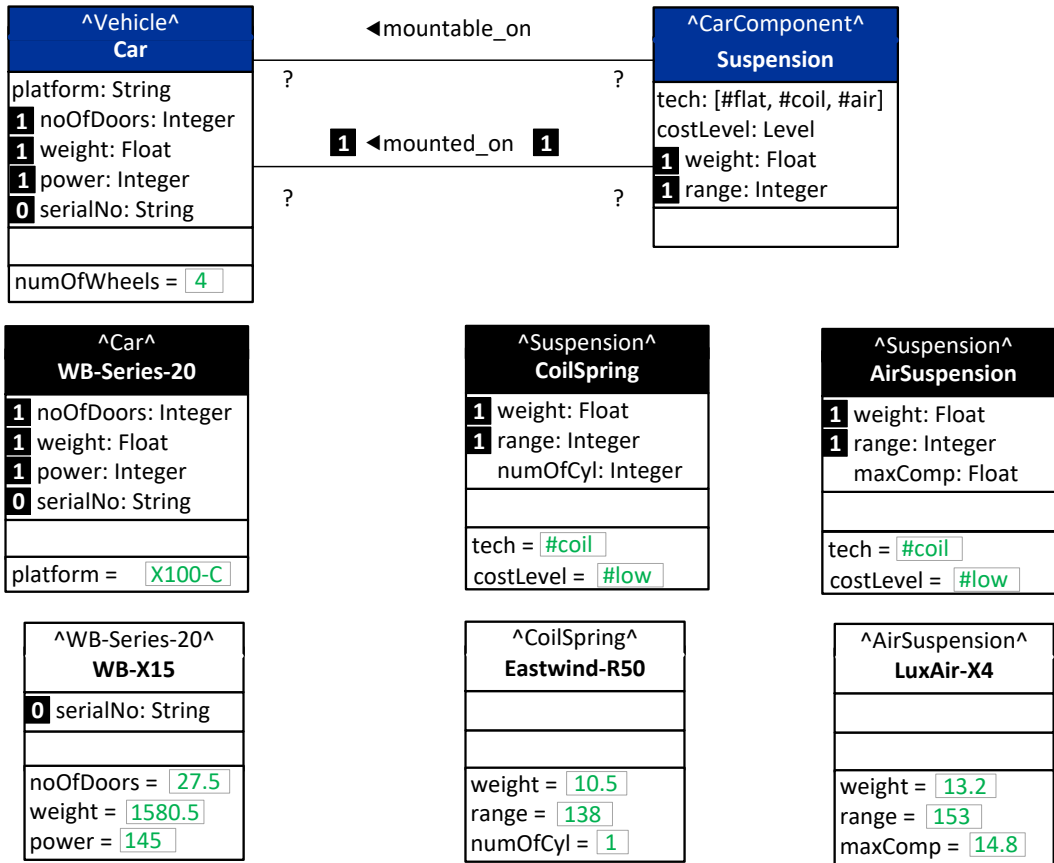 ^Vehicle^
Car
platform: String
1 noOfDoors: Integer
1 weight: Float
1 power: Integer
0 serialNo: String
numOfWheels = 4
◄mountable_on
? ?
1 ◄mounted_on 1
? ?
^CarComponent^
Suspension
tech: [#flat, #coil, #air]
costLevel: Level
1 weight: Float
1 range: Integer
^Car^
WB-Series-20
1 noOfDoors: Integer
1 weight: Float
1 power: Integer
0 serialNo: String
platform = X100-C
^Suspension^
CoilSpring
1 weight: Float
1 range: Integer
numOfCyl: Integer
tech = #coil
costLevel = #low
^Suspension^
AirSuspension
1 weight: Float
1 range: Integer
maxComp: Float
tech = #coil
costLevel = #low
^WB-Series-20^
WB-X15
0 serialNo: String
noOfDoors = 27.5
weight = 1580.5
power = 145
^CoilSpring^
Eastwind-R50
weight = 10.5
range = 138
numOfCyl = 1
^AirSuspension^
LuxAir-X4
weight = 13.2
range = 153
maxComp = 14.8